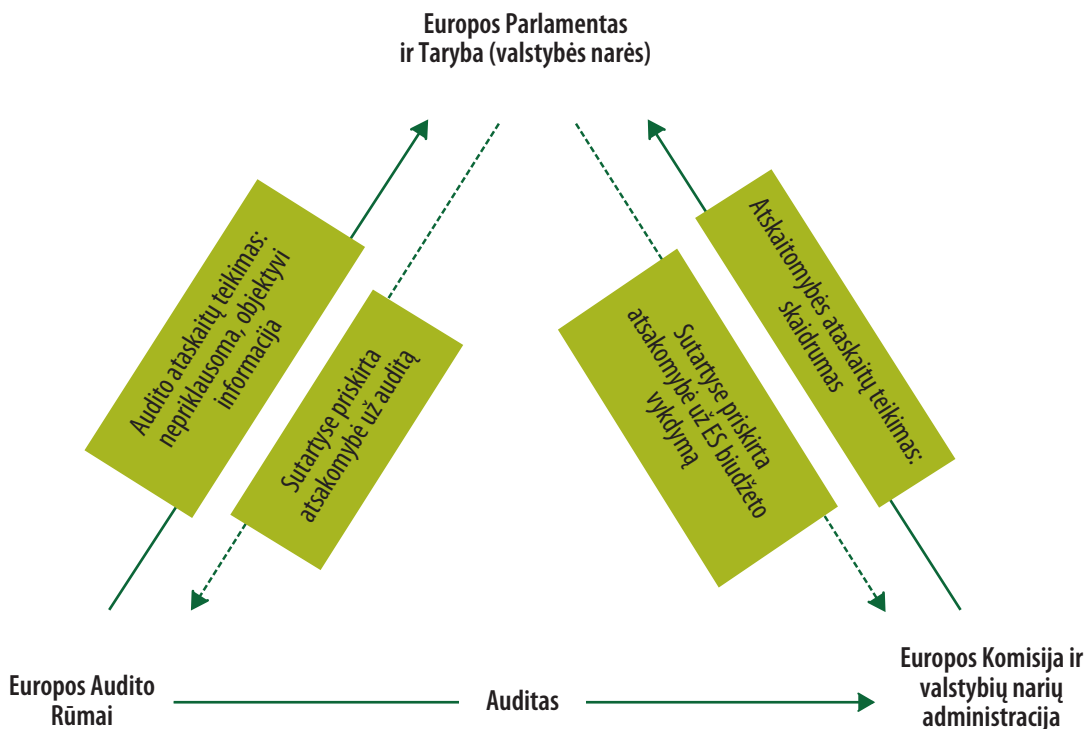 Europos Parlamentas
ir Taryba (valstybės narės)
Audito ataskaitų teikimas:
nepriklausoma, objektyvi
informacija
Sutartyse priskirta
atsakomybė už auditą
Sutartyse priskirta
atsakomybė už ES biudžeto
vykdymą
Atskaitomybės ataskaitų teikimas:
skaidrumas
Europos Audito
Rūmai
Auditas
Europos Komisija ir
valstybių narių
administracija